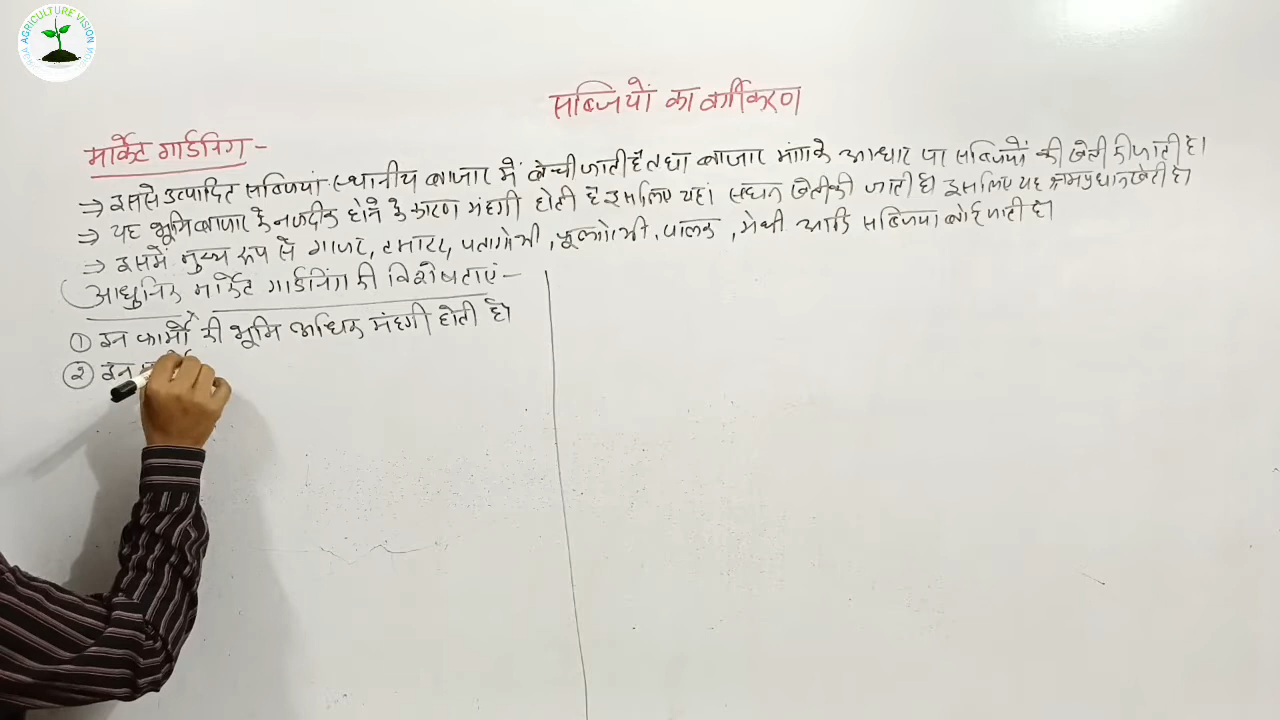 AGRICULTURE VISION
सब्जियों का वर्गीकरण
मार्केट गार्डनिंग -
⇒ इससे उत्पादित सब्जियां स्थानीय बाजार में बेची जाती हैं तथा बाजार मांग के आधार पर सब्जियों की खेती की जाती है।
⇒ यह भूमि बाजार के नजदीक होने के कारण मंहगी होती है इसलिए यहां सघन खेती की जाती है। इसलिए यह श्रम प्रधान खेती है।
⇒ इसमें मुख्य रूप से गाजर, टमाटर, पतागोभी, फूलगोभी, पालक, मेथी आदि सब्जियां बोई जाती है।
आधुनिक मार्केट गार्डनिंग की विशेषताएं -
① इन फार्मों की भूमि अधिक मंहगी होती है।
② इन